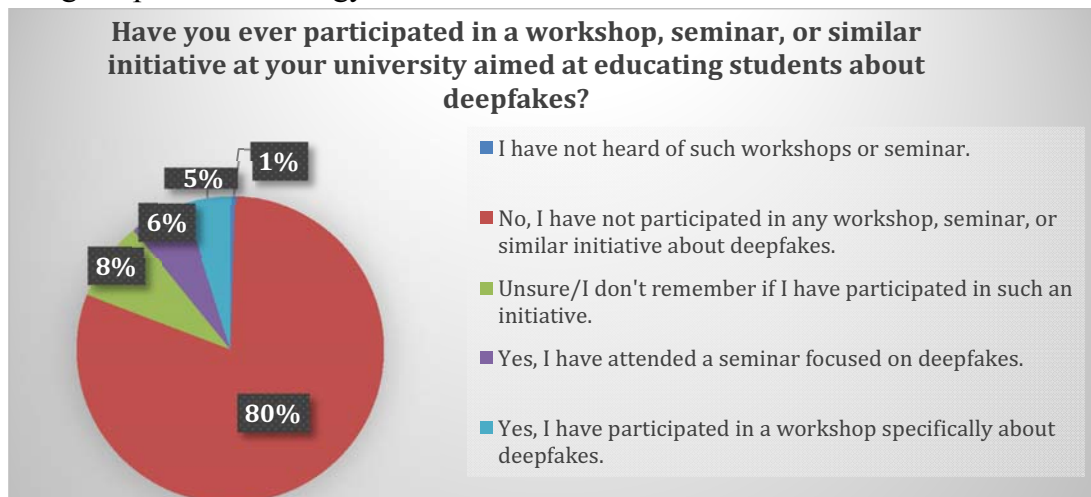 Have you ever participated in a workshop, seminar, or similar
initiative at your university aimed at educating students about
deepfakes?
1%
5%
6%
8%
80%
I have not heard of such workshops or seminar.
No, I have not participated in any workshop, seminar, or
similar initiative about deepfakes.
Unsure/I don't remember if I have participated in such an
initiative.
Yes, I have attended a seminar focused on deepfakes.
Yes, I have participated in a workshop specifically about
deepfakes.